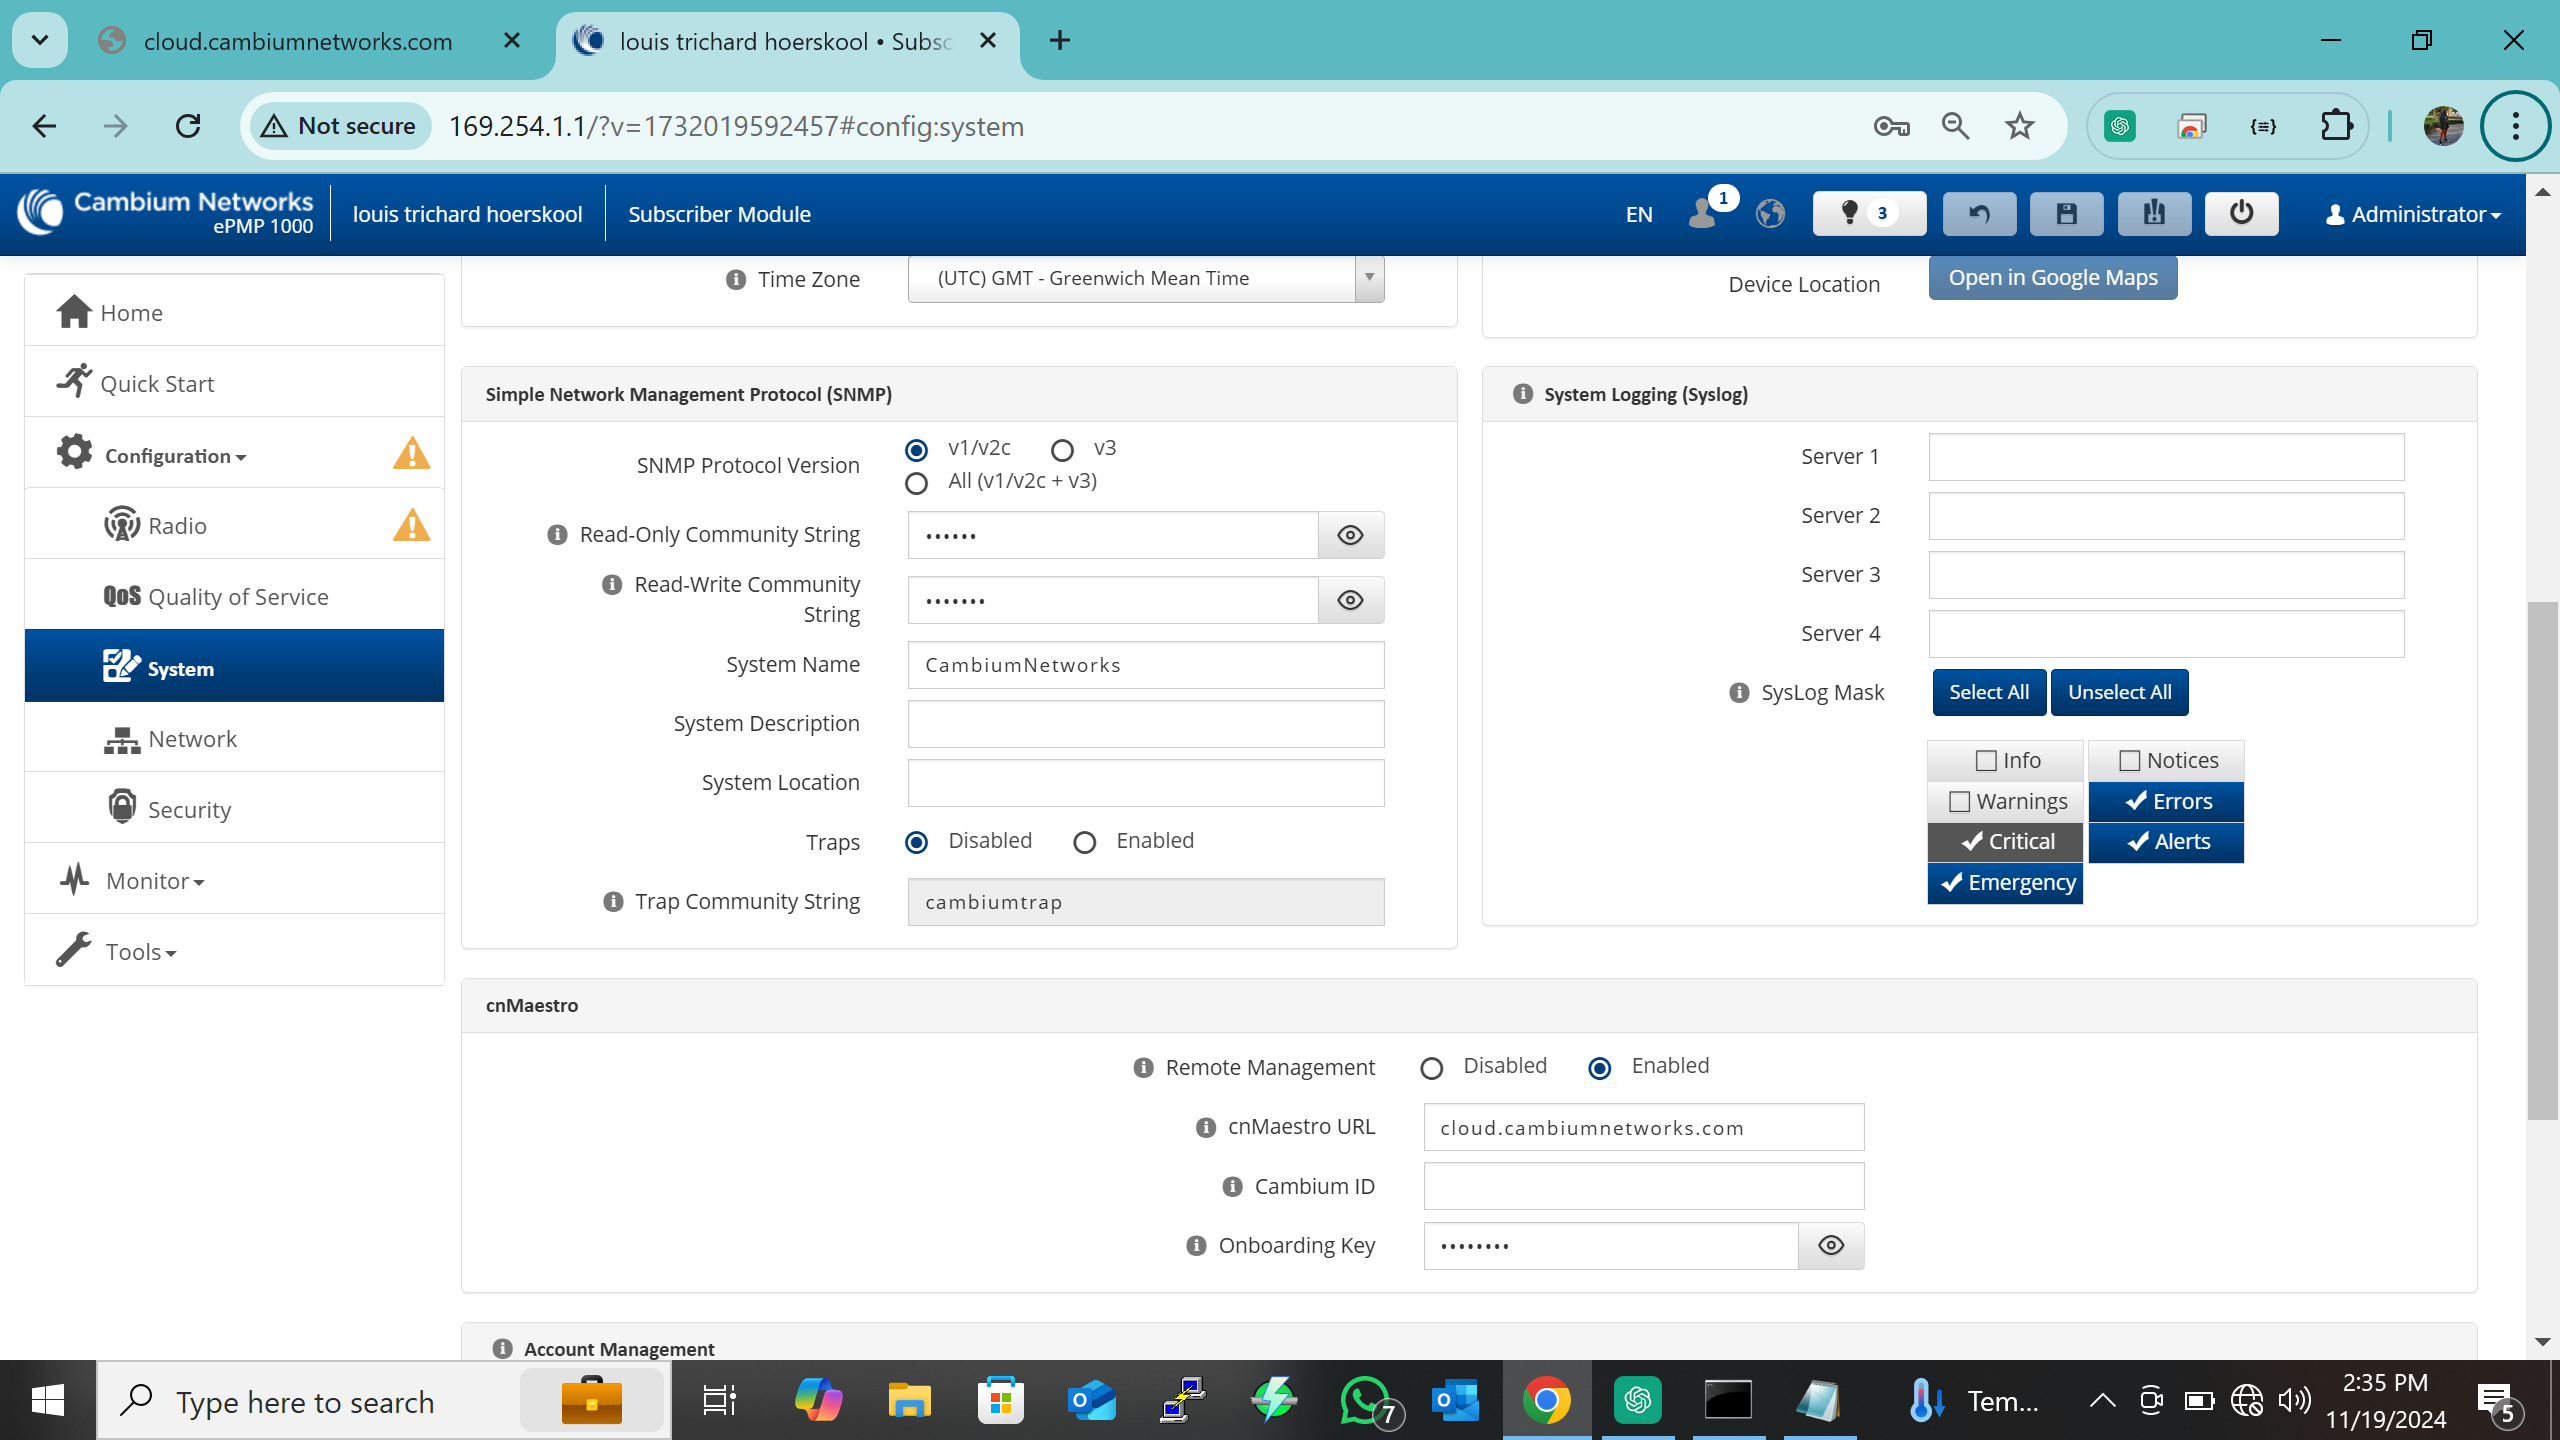 cloud.cambiumnetworks.com
louis trichard hoerskool • Subsc
Not secure
169.254.1.1/?v=1732019592457#config:system
Cambium Networks
ePMP 1000
louis trichard hoerskool
Subscriber Module
EN
1
3
Administrator
Home
Quick Start
Configuration
Radio
QoS Quality of Service
System
Network
Security
Monitor
Tools
Time Zone
(UTC) GMT - Greenwich Mean Time
Device Location
Open in Google Maps
Simple Network Management Protocol (SNMP)
SNMP Protocol Version
v1/v2c
v3
All (v1/v2c + v3)
Read-Only Community String
••••••
Read-Write Community
String
•••••••
System Name
CambiumNetworks
System Description
System Location
Traps
Disabled
Enabled
Trap Community String
cambiumtrap
System Logging (Syslog)
Server 1
Server 2
Server 3
Server 4
SysLog Mask
Select All
Unselect All
Info
Notices
Warnings
Errors
Critical
Alerts
Emergency
cnMaestro
Remote Management
Disabled
Enabled
cnMaestro URL
cloud.cambiumnetworks.com
Cambium ID
Onboarding Key
••••••••
Account Management
Type here to search
7
Tem...
2:35 PM
11/19/2024
5